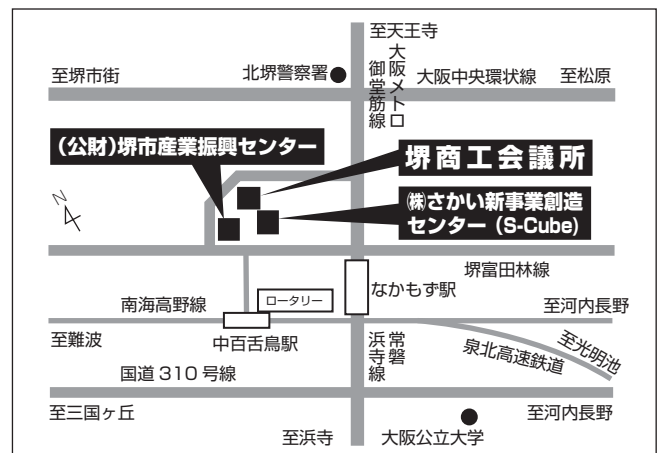 至天王寺
大阪メトロ
御堂筋線
至堺市街
北堺警察署
大阪中央環状線
至松原
(公財)堺市産業振興センター
堺商工会議所
㈱さかい新事業創造
センター (S-Cube)
N
堺富田林線
なかもず駅
ロータリー
南海高野線
至河内長野
至難波
中百舌鳥駅
常磐
浜寺線
泉北高速鉄道
至光明池
国道310号線
至三国ヶ丘
至河内長野
至浜寺
大阪公立大学